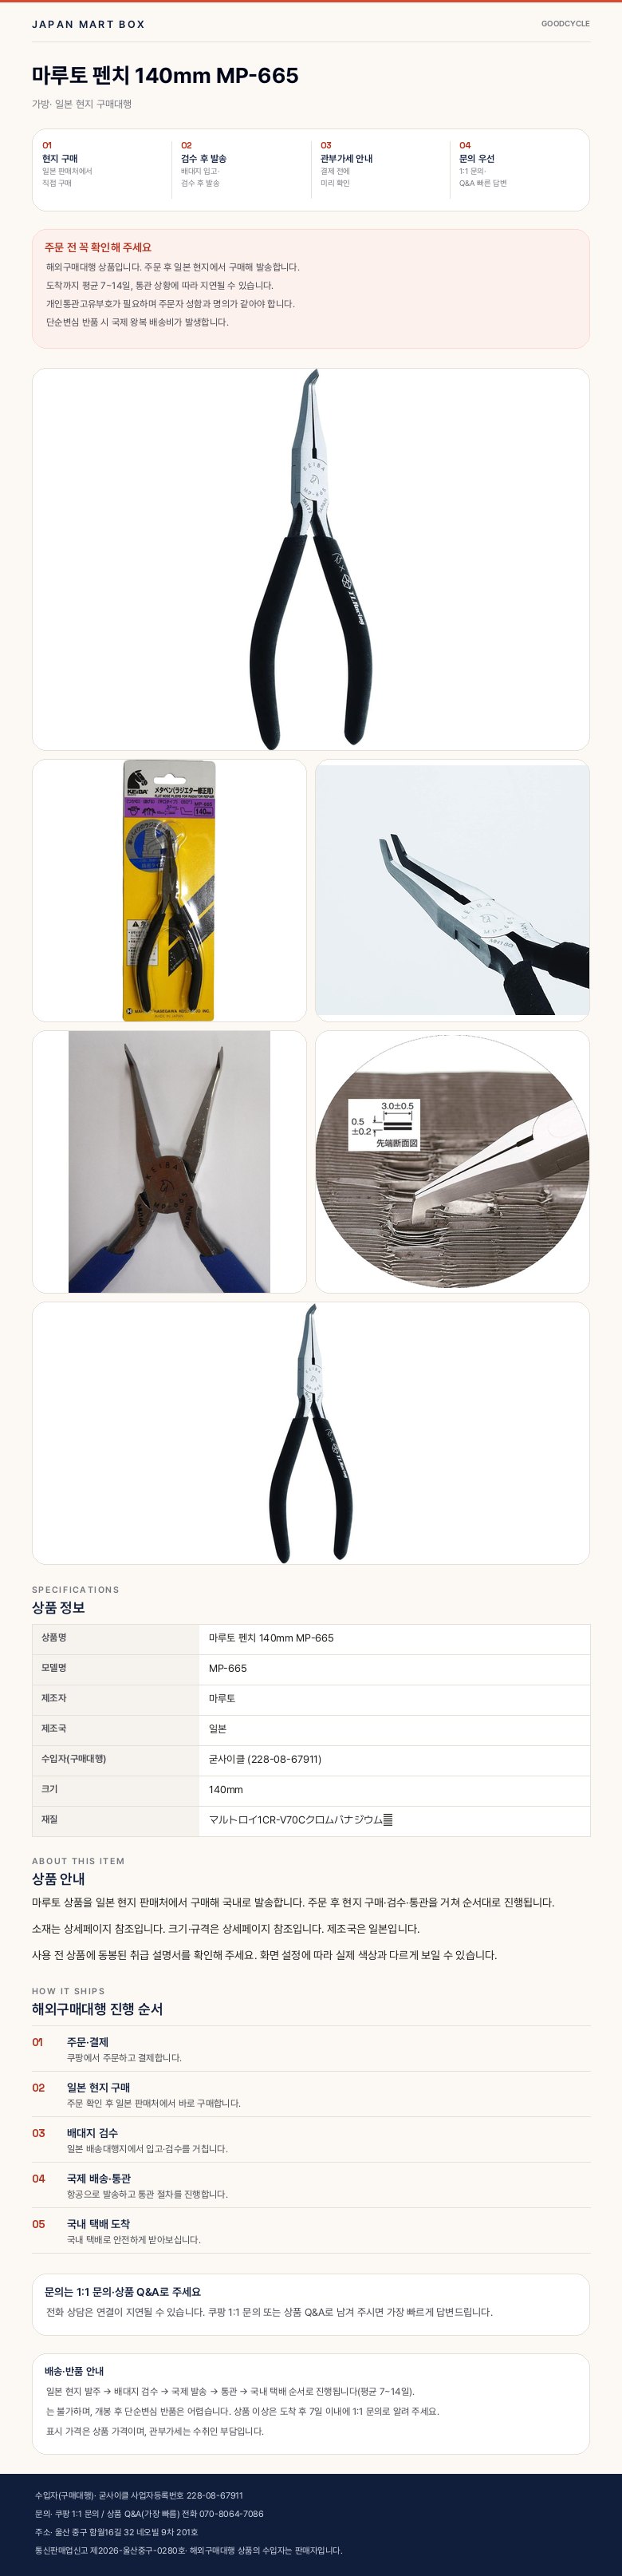 JAPAN MART BOX
GOODCYCLE
마루토 펜치 140mm MP-665
가방· 일본 현지 구매대행
01
현지 구매
일본 판매처에서
직접 구매
02
검수 후 발송
배대지 입고·
검수 후 발송
03
관부가세 안내
결제 전에
미리 확인
04
문의 우선
1:1 문의·
Q&A 빠른 답변
주문 전 꼭 확인해 주세요
해외구매대행 상품입니다. 주문 후 일본 현지에서 구매해 발송합니다.
도착까지 평균 7~14일, 통관 상황에 따라 지연될 수 있습니다.
개인통관고유부호가 필요하며 주문자 성함과 명의가 같아야 합니다.
단순변심 반품 시 국제 왕복 배송비가 발생합니다.
KEIBA
MP-665
TLRacing
KEIBA
メタペン(ラジエター修正用)
MP-665
140mm
KEIBA
KEIBA
3.0±0.5
0.5
±0.2
先端断面図
KEIBA
TLRacing
SPECIFICATIONS
상품 정보
상품명 마루토 펜치 140mm MP-665
모델명 MP-665
제조자 마루토
제조국 일본
수입자(구매대행) 굳사이클 (228-08-67911)
크기 140mm
재질 マルトロイ1CR-V70Cクロムバナジウム
ABOUT THIS ITEM
상품 안내
마루토 상품을 일본 현지 판매처에서 구매해 국내로 발송합니다. 주문 후 현지 구매·검수·통관을 거쳐 순서대로 진행됩니다.
소재는 상세페이지 참조입니다. 크기·규격은 상세페이지 참조입니다. 제조국은 일본입니다.
사용 전 상품에 동봉된 취급 설명서를 확인해 주세요. 화면 설정에 따라 실제 색상과 다르게 보일 수 있습니다.
HOW IT SHIPS
해외구매대행 진행 순서
01 주문·결제
쿠팡에서 주문하고 결제합니다.
02 일본 현지 구매
주문 확인 후 일본 판매처에서 바로 구매합니다.
03 배대지 검수
일본 배송대행지에서 입고·검수를 거칩니다.
04 국제 배송·통관
항공으로 발송하고 통관 절차를 진행합니다.
05 국내 택배 도착
국내 택배로 안전하게 받아보십니다.
문의는 1:1 문의·상품 Q&A로 주세요
전화 상담은 연결이 지연될 수 있습니다. 쿠팡 1:1 문의 또는 상품 Q&A로 남겨 주시면 가장 빠르게 답변드립니다.
배송·반품 안내
일본 현지 발주 → 배대지 검수 → 국제 발송 → 통관 → 국내 택배 순서로 진행됩니다(평균 7~14일).
는 불가하며, 개봉 후 단순변심 반품은 어렵습니다. 상품 이상은 도착 후 7일 이내에 1:1 문의로 알려 주세요.
표시 가격은 상품 가격이며, 관부가세는 수취인 부담입니다.
수입자(구매대행)· 굳사이클 사업자등록번호 228-08-67911
문의· 쿠팡 1:1 문의 / 상품 Q&A(가장 빠름) 전화 070-8064-7086
주소· 울산 중구 함월16길 32 네오빌 9차 201호
통신판매업신고 제2026-울산중구-0280호· 해외구매대행 상품의 수입자는 판매자입니다.